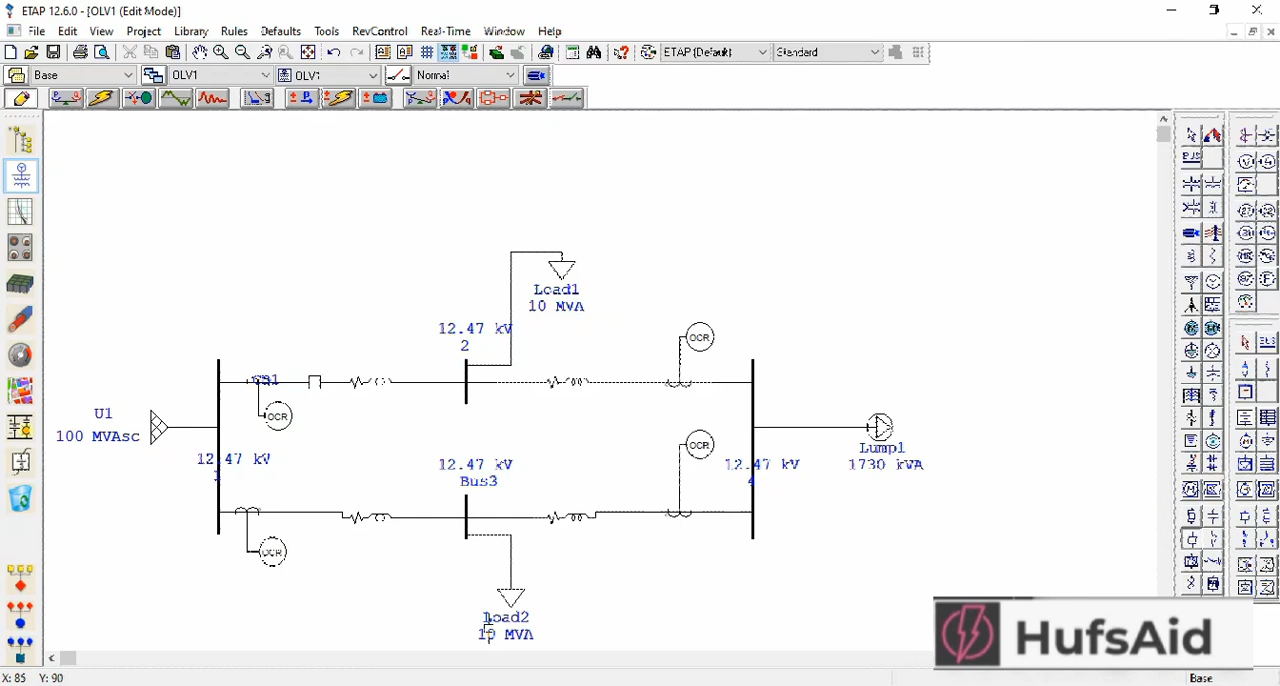 ETAP 12.6.0 - [OLV1 (Edit Mode)]
File Edit View Project Library Rules Defaults Tools RevControl Real-Time Window Help
ETAP (Default) Standard
Base OLV1 OLV1 Normal
Load1
10 MVA
12.47 kV
2
OCR
CB1
OCR
U1
100 MVAsc
12.47 kV
OCR
Lump1
1730 kVA
12.47 kV
Bus3
12.47 kV
4
OCR
Load2
10 MVA
HufsAid
X: 85 Y: 90
Base